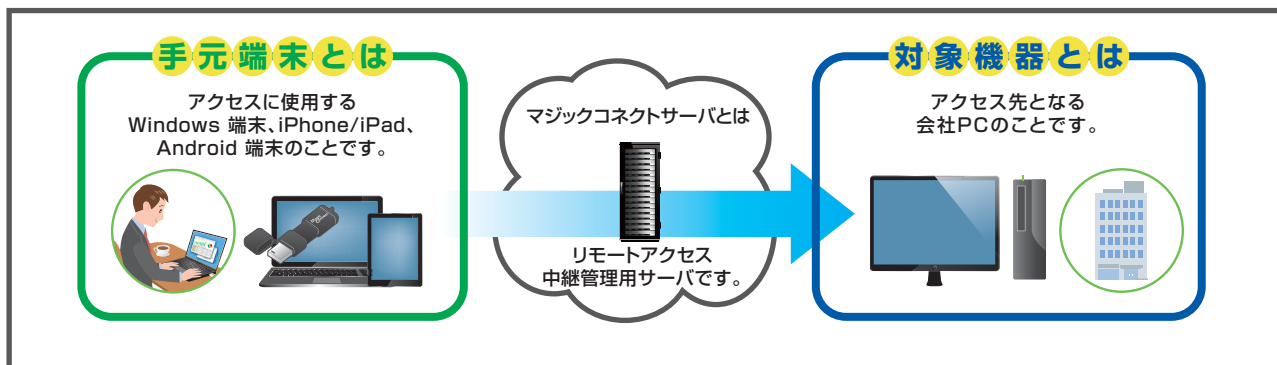 手元端末とは
アクセスに使用する
Windows 端末、iPhone/iPad、
Android 端末のことです。
マジックコネクトサーバとは
リモートアクセス
中継管理用サーバです。
対象機器とは
アクセス先となる
会社PCのことです。